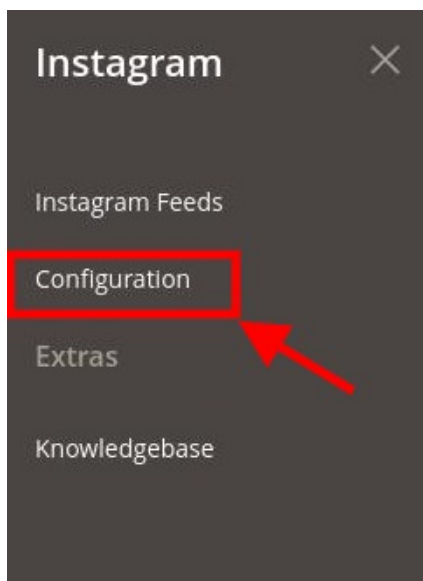 Instagram
Instagram Feeds
Configuration
Extras
Knowledgebase